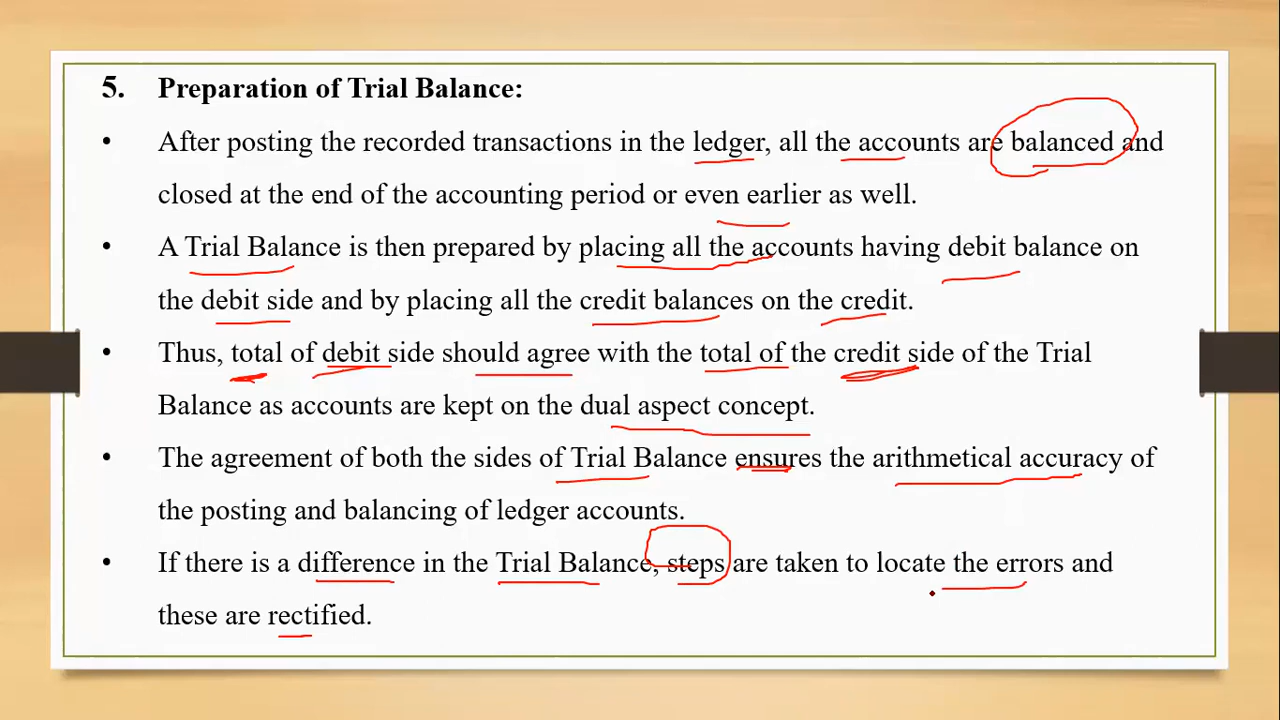 5. Preparation of Trial Balance:
• After posting the recorded transactions in the ledger, all the accounts are balanced and
closed at the end of the accounting period or even earlier as well.
• A Trial Balance is then prepared by placing all the accounts having debit balance on
the debit side and by placing all the credit balances on the credit.
• Thus, total of debit side should agree with the total of the credit side of the Trial
Balance as accounts are kept on the dual aspect concept.
• The agreement of both the sides of Trial Balance ensures the arithmetical accuracy of
the posting and balancing of ledger accounts.
• If there is a difference in the Trial Balance, steps are taken to locate the errors and
these are rectified.